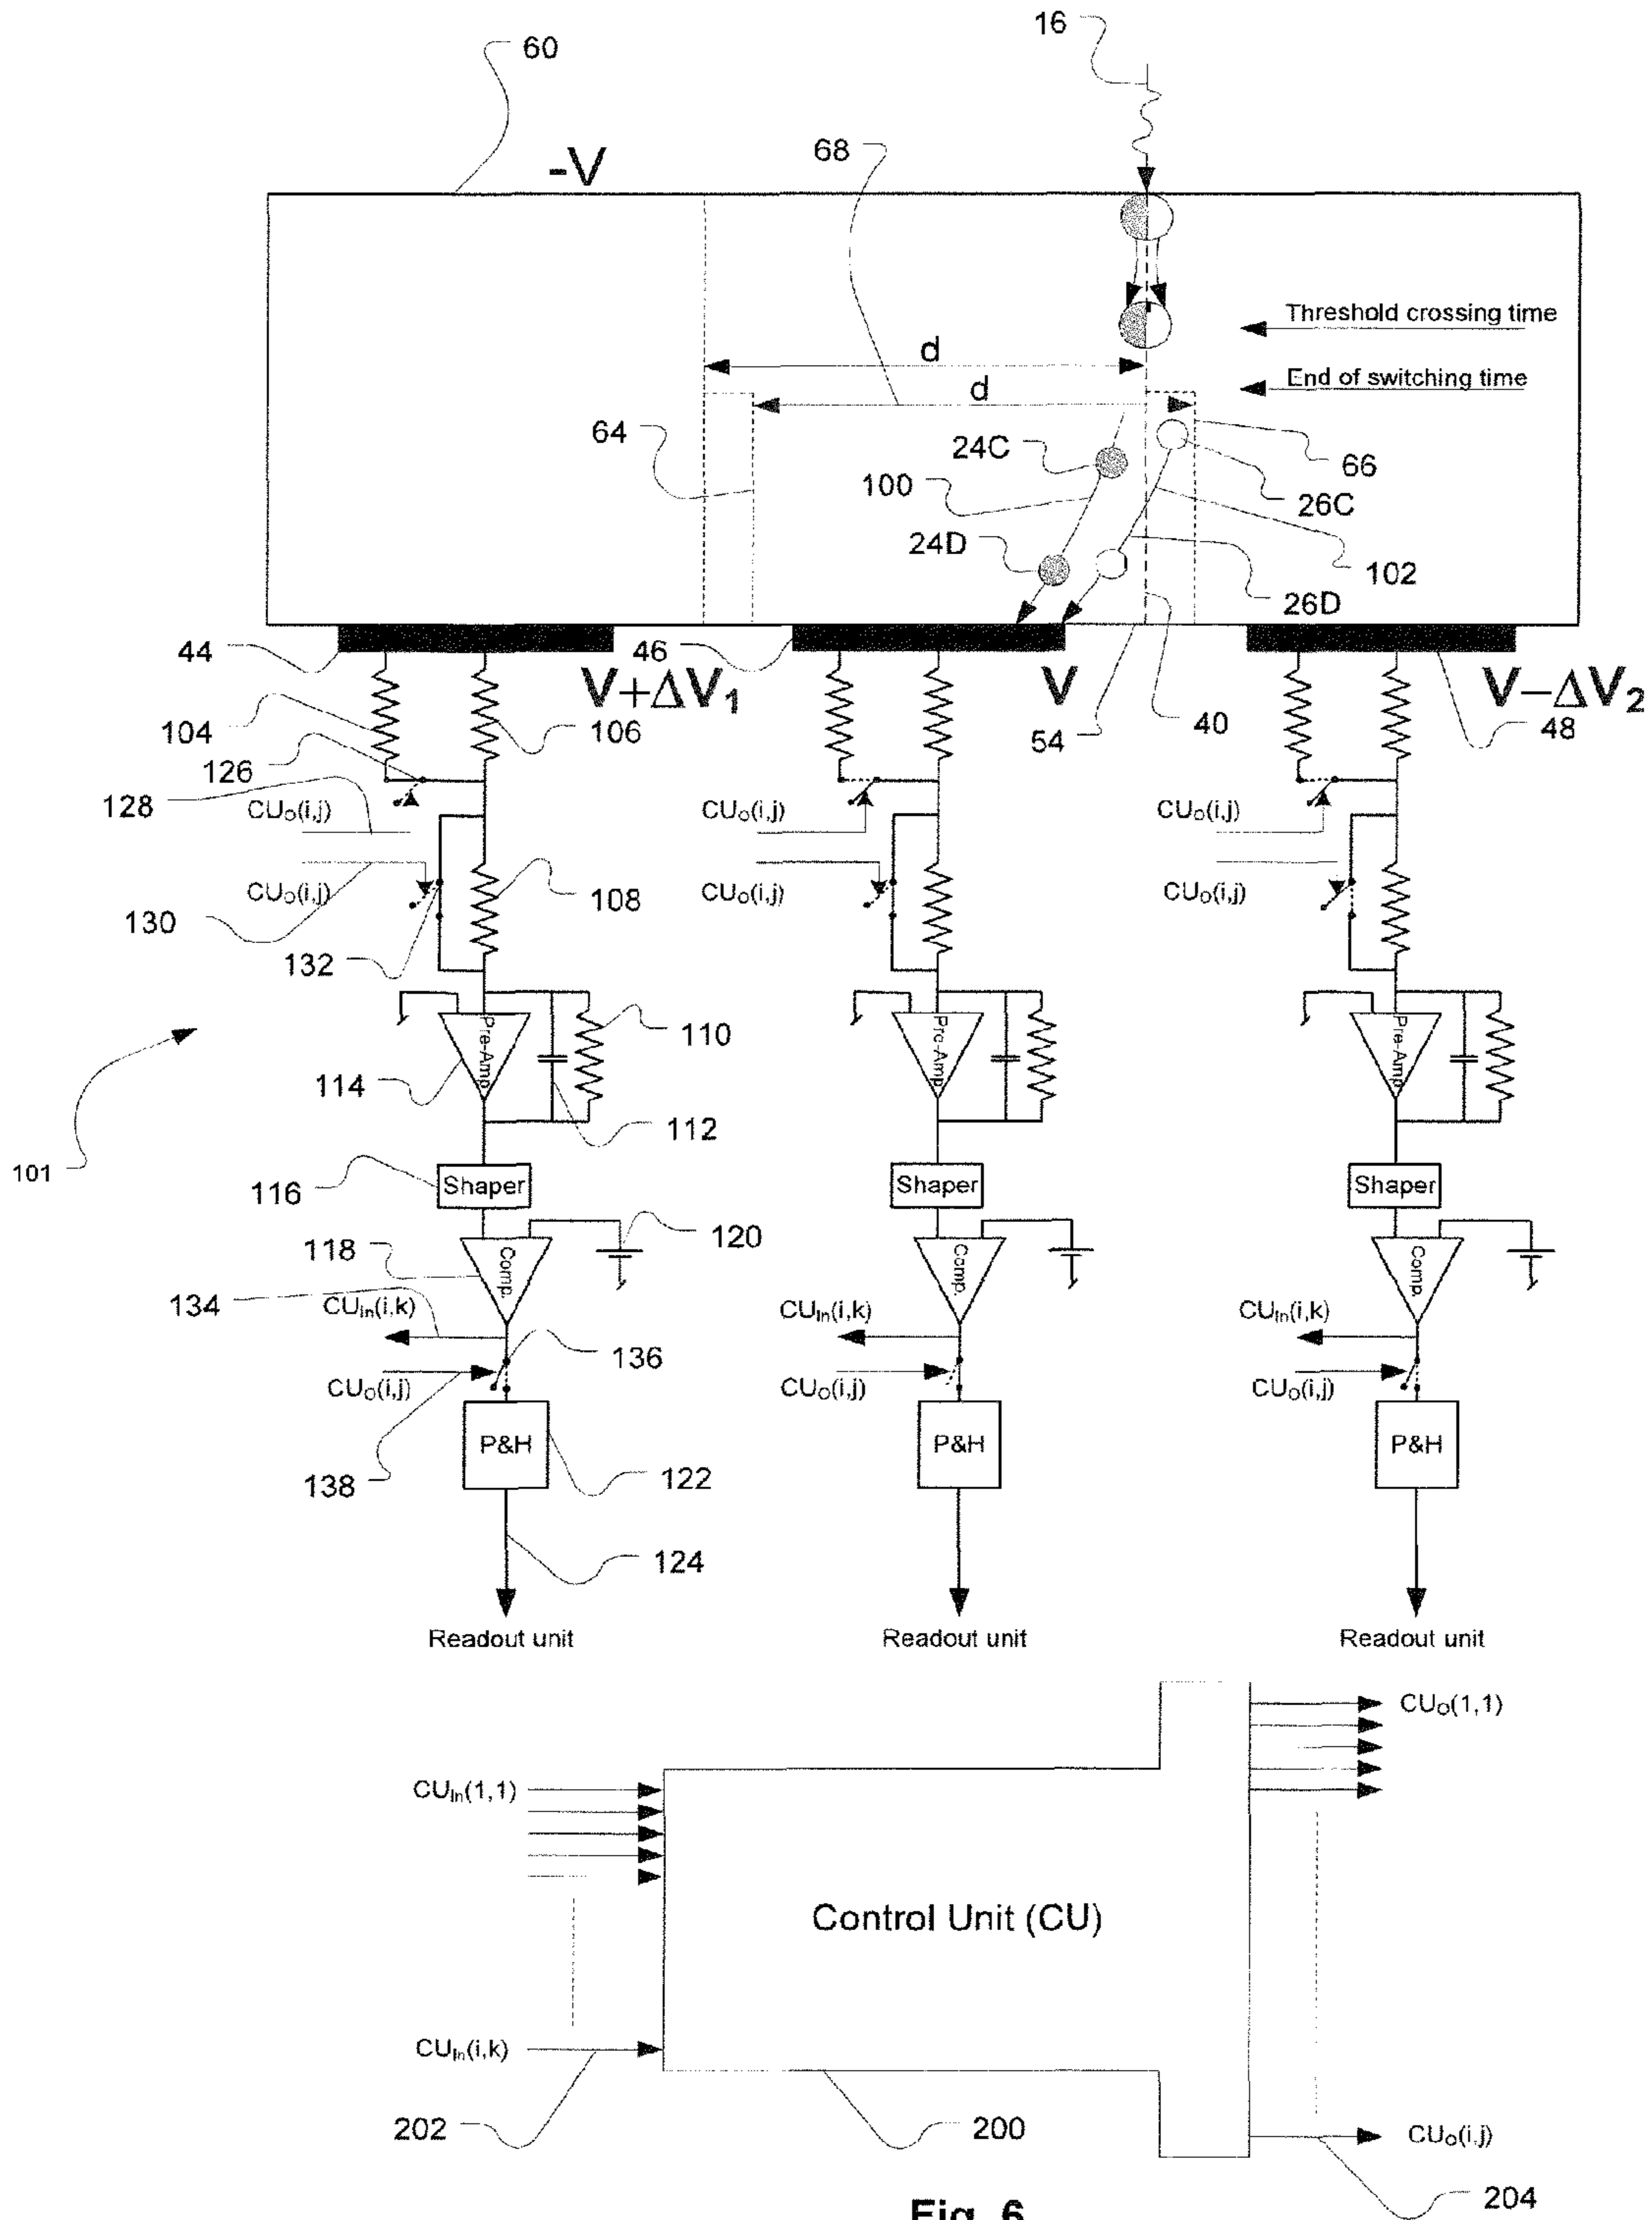 16
60
-V
68
Threshold crossing time
d
End of switching time
d
64
24C
66
100
26C
24D
102
26D
44
46
V+ΔV₁
V
V−ΔV₂
104
106
54
40
48
126
128
CUₒ(i,j)
CUₒ(i,j)
CUₒ(i,j)
CUₒ(i,j)
CUₒ(i,j)
CUₒ(i,j)
108
130
132
Pre-Amp
Pre-Amp
Pre-Amp
110
114
112
101
116
Shaper
Shaper
Shaper
120
118
Comp.
Comp.
Comp.
134
CUIn(i,k)
CUIn(i,k)
CUIn(i,k)
136
CUₒ(i,j)
CUₒ(i,j)
CUₒ(i,j)
P&H
P&H
P&H
138
122
124
Readout unit
Readout unit
Readout unit
CUₒ(1,1)
CUIn(1,1)
Control Unit (CU)
CUIn(i,k)
202
200
CUₒ(i,j)
204
Fig. 6